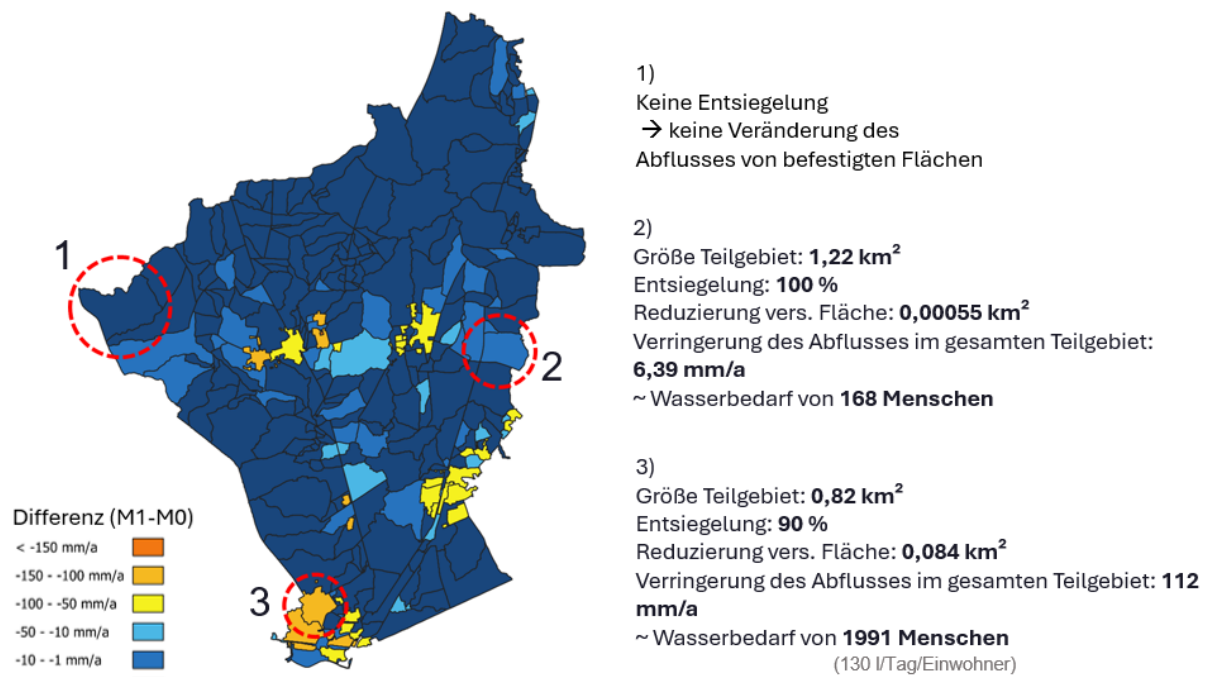 1)
Keine Entsiegelung
→ keine Veränderung des
Abflusses von befestigten Flächen
1
2)
Größe Teilgebiet: 1,22 km²
Entsiegelung: 100 %
Reduzierung vers. Fläche: 0,00055 km²
Verringerung des Abflusses im gesamten Teilgebiet:
6,39 mm/a
~ Wasserbedarf von 168 Menschen
2
3)
Größe Teilgebiet: 0,82 km²
Entsiegelung: 90 %
Reduzierung vers. Fläche: 0,084 km²
Verringerung des Abflusses im gesamten Teilgebiet: 112
mm/a
~ Wasserbedarf von 1991 Menschen
(130 l/Tag/Einwohner)
3
Differenz (M1-M0)
< -150 mm/a
-150 - -100 mm/a
-100 - -50 mm/a
-50 - -10 mm/a
-10 - -1 mm/a